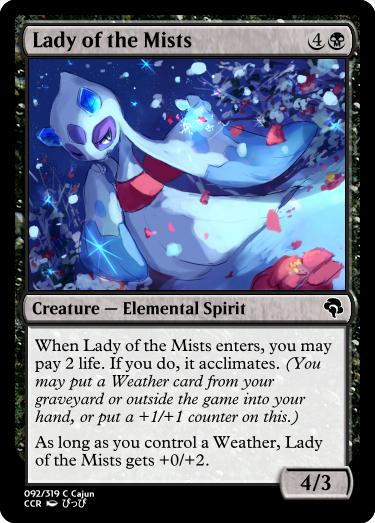 Lady of the Mists 4
Creature — Elemental Spirit
When Lady of the Mists enters, you may
pay 2 life. If you do, it acclimates. (You
may put a Weather card from your
graveyard or outside the game into your
hand, or put a +1/+1 counter on this.)
As long as you control a Weather, Lady
of the Mists gets +0/+2.
4/3
092/319 C Cajun
CCR ぴっぴ